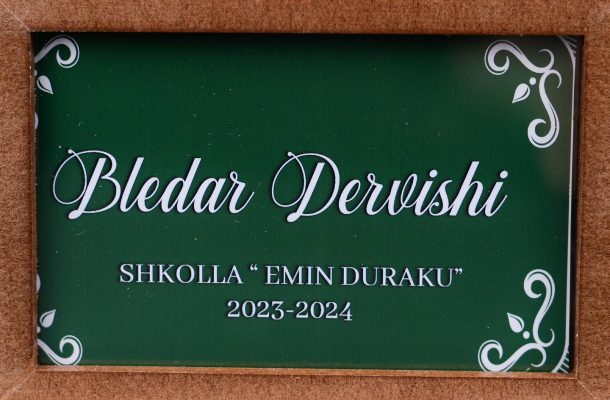 Bledar Dervishi
SHKOLLA “ EMIN DURAKU”
2023-2024